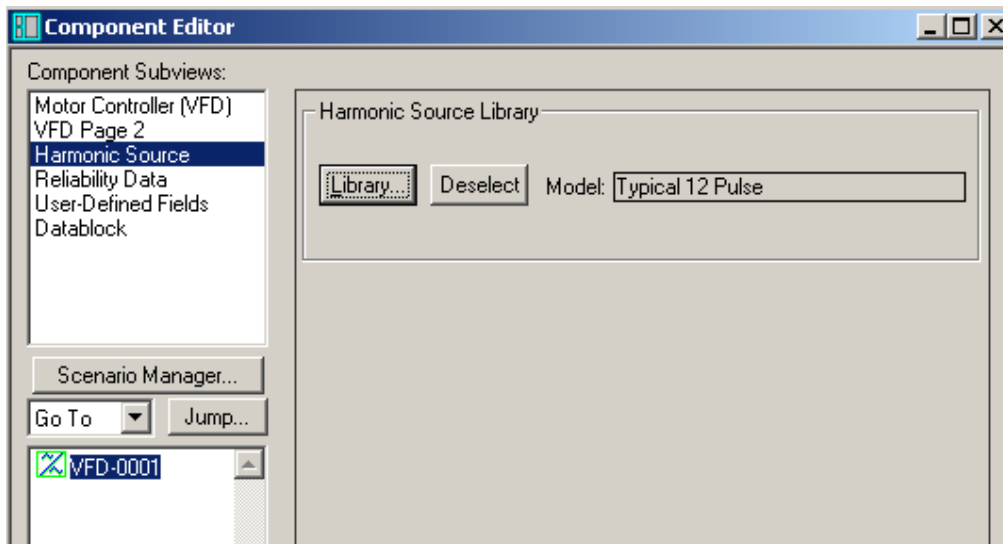 Component Editor
Component Subviews:
Motor Controller (VFD)
VFD Page 2
Harmonic Source
Reliability Data
User-Defined Fields
Datablock
Scenario Manager...
Go To
Jump...
VFD-0001
Harmonic Source Library
Library...
Deselect
Model:
Typical 12 Pulse